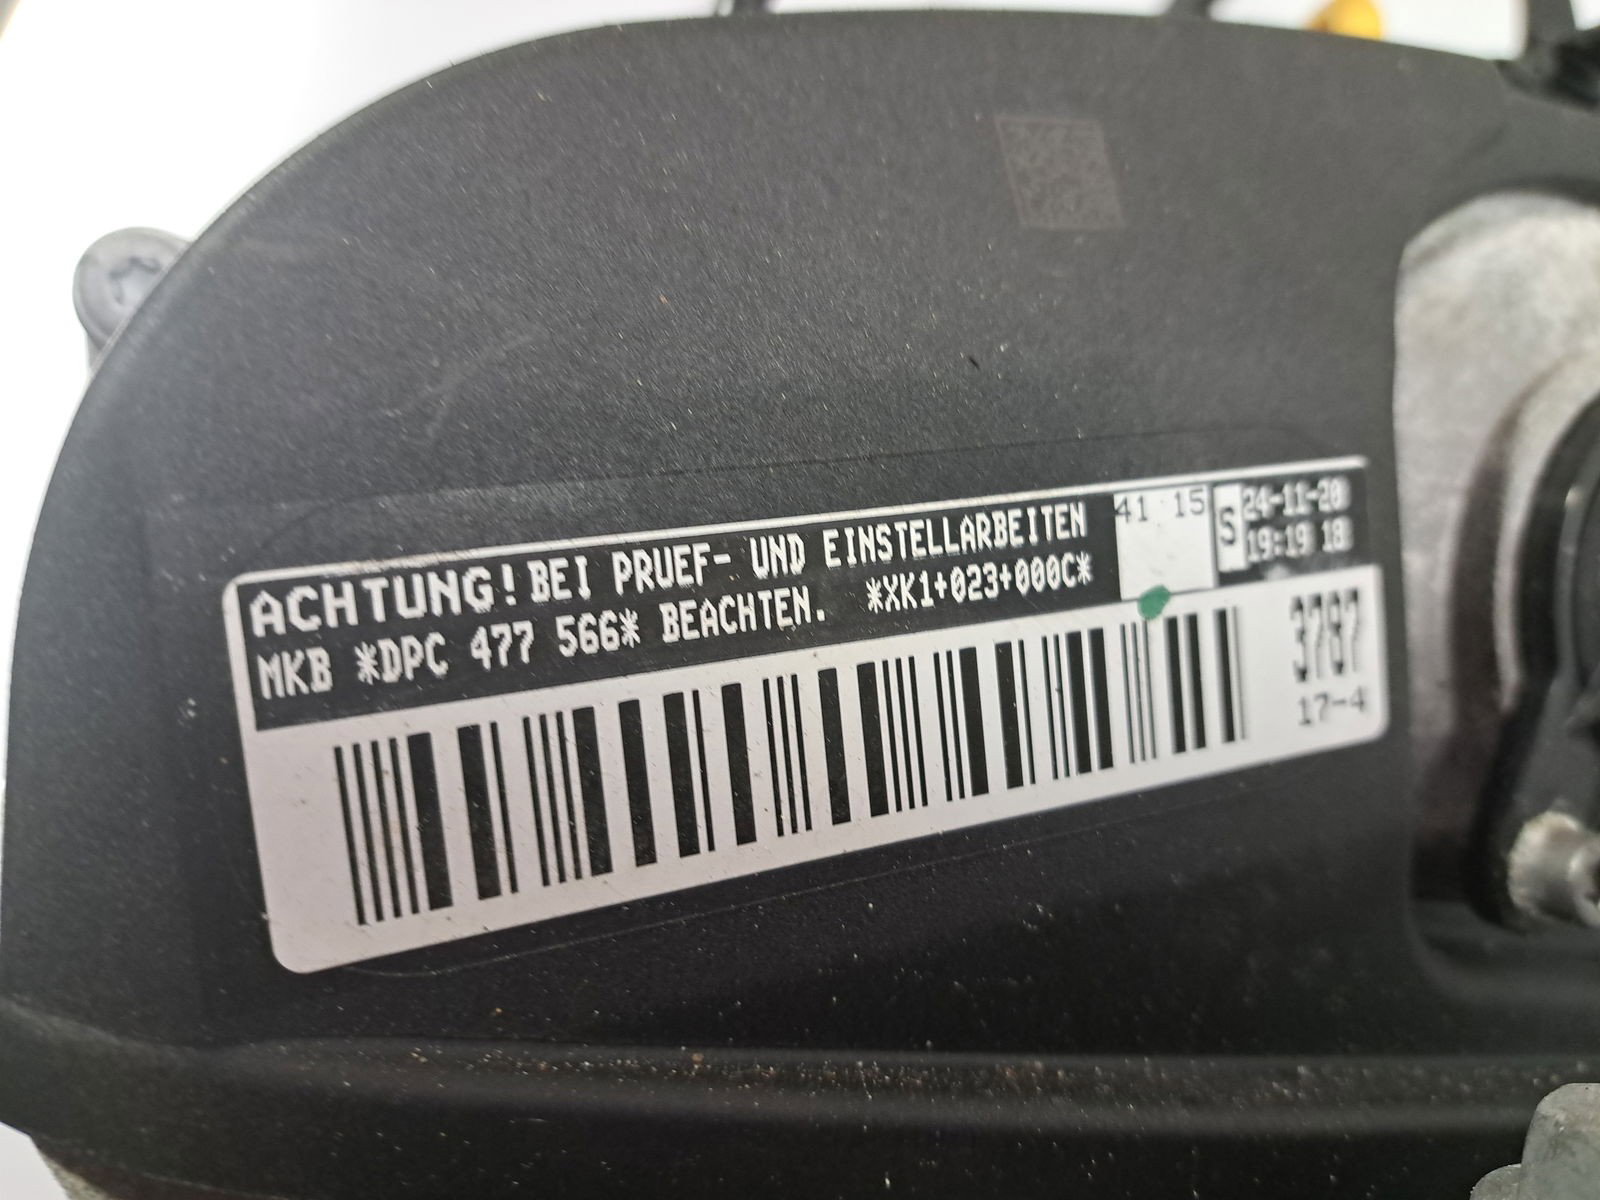 ACHTUNG! BEI PRUEF- UND EINSTELLARBEITEN
MKB *DPC 477 566* BEACHTEN. *XK1+023+000C*
41 15
S
24-11-20
19:19 18
3787
17-4